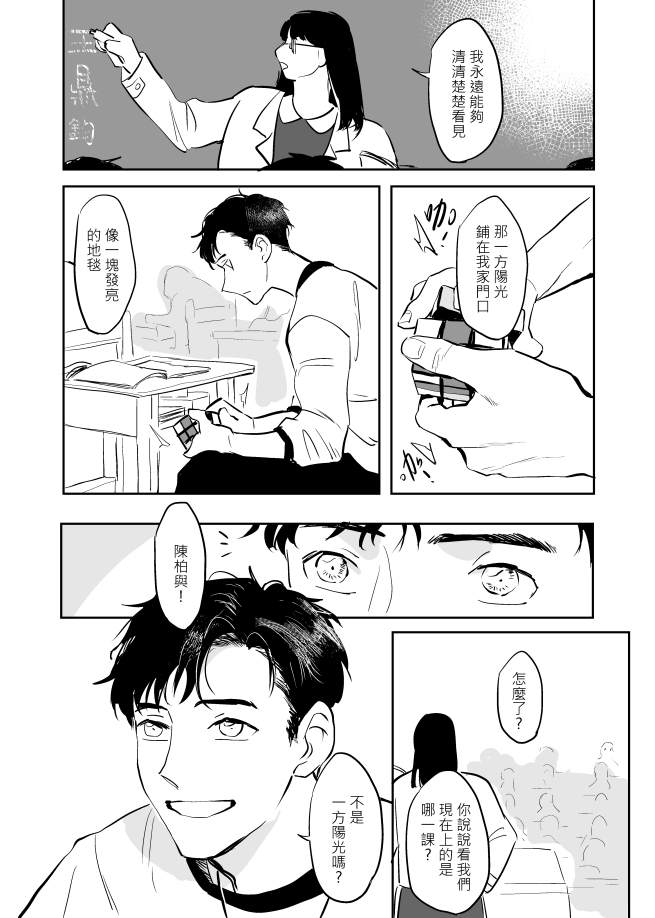 王鼎鈞
我永遠能夠
清清楚楚看見
那一方陽光
鋪在我家門口
像一塊發亮
的地毯
陳柏與!
怎麼了?
你說說看我們
現在上的是
哪一課?
不是
一方陽光嗎?